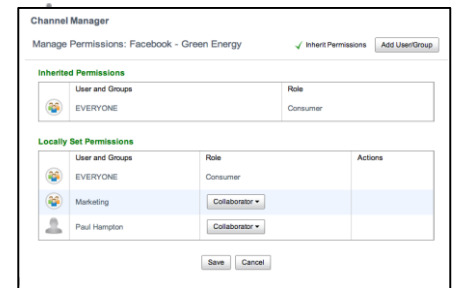 Channel Manager
Manage Permissions: Facebook - Green Energy
Inherit Permissions
Add User/Group
Inherited Permissions
User and Groups Role
EVERYONE Consumer
Locally Set Permissions
User and Groups Role Actions
EVERYONE Consumer
Marketing Collaborator
Paul Hampton Collaborator
Save Cancel